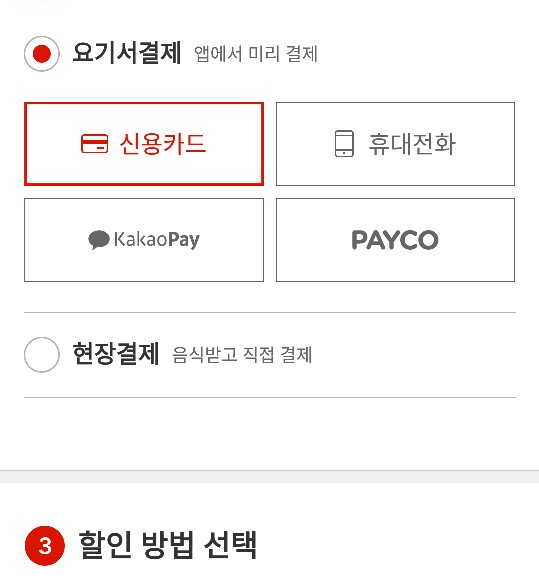 요기서결제 앱에서 미리 결제
신용카드 휴대전화
KakaoPay PAYCO
현장결제 음식받고 직접 결제
3 할인 방법 선택